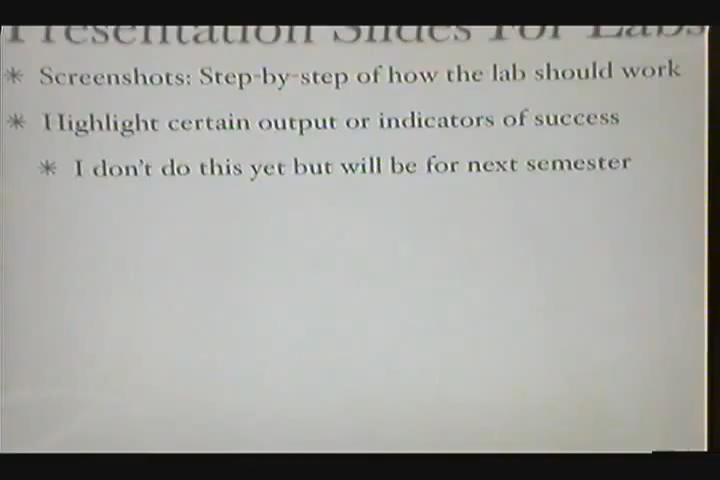 Presentation Slides For Labs
Screenshots: Step-by-step of how the lab should work
Highlight certain output or indicators of success
I don't do this yet but will be for next semester